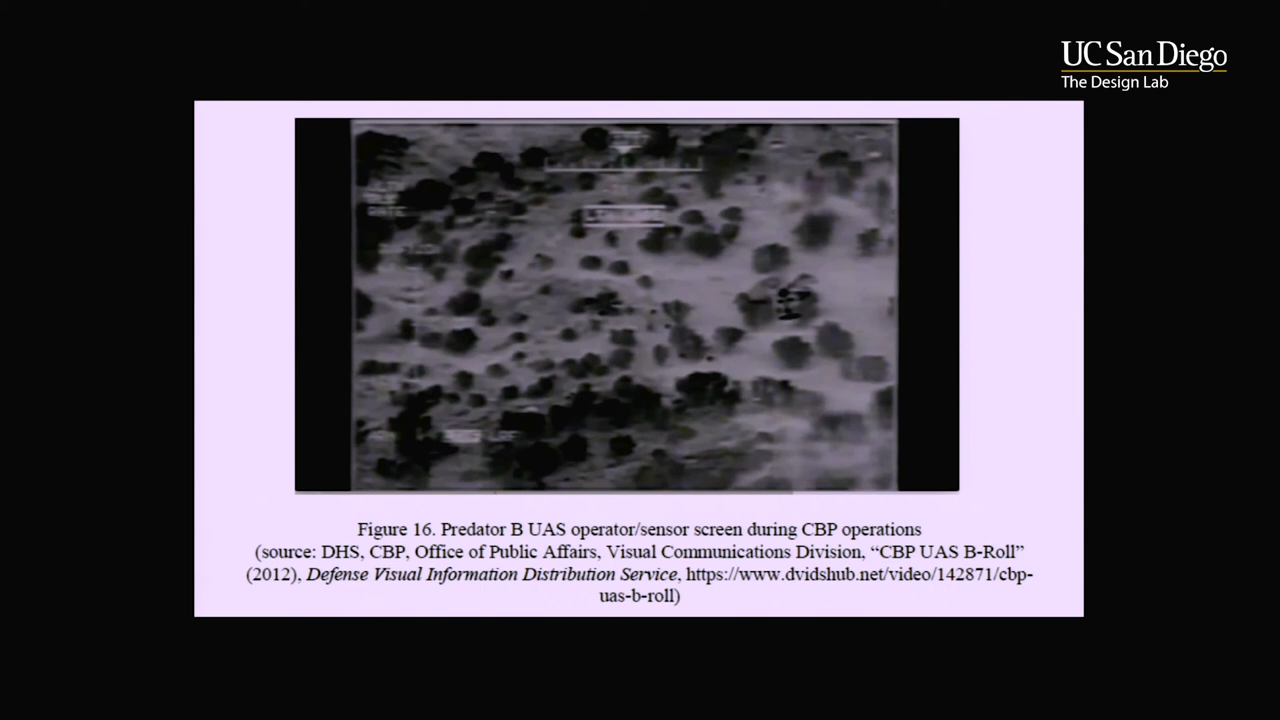 UC San Diego
The Design Lab
Figure 16. Predator B UAS operator/sensor screen during CBP operations
(source: DHS, CBP, Office of Public Affairs, Visual Communications Division, “CBP UAS B-Roll”
(2012), Defense Visual Information Distribution Service, https://www.dvidshub.net/video/142871/cbp-
uas-b-roll)